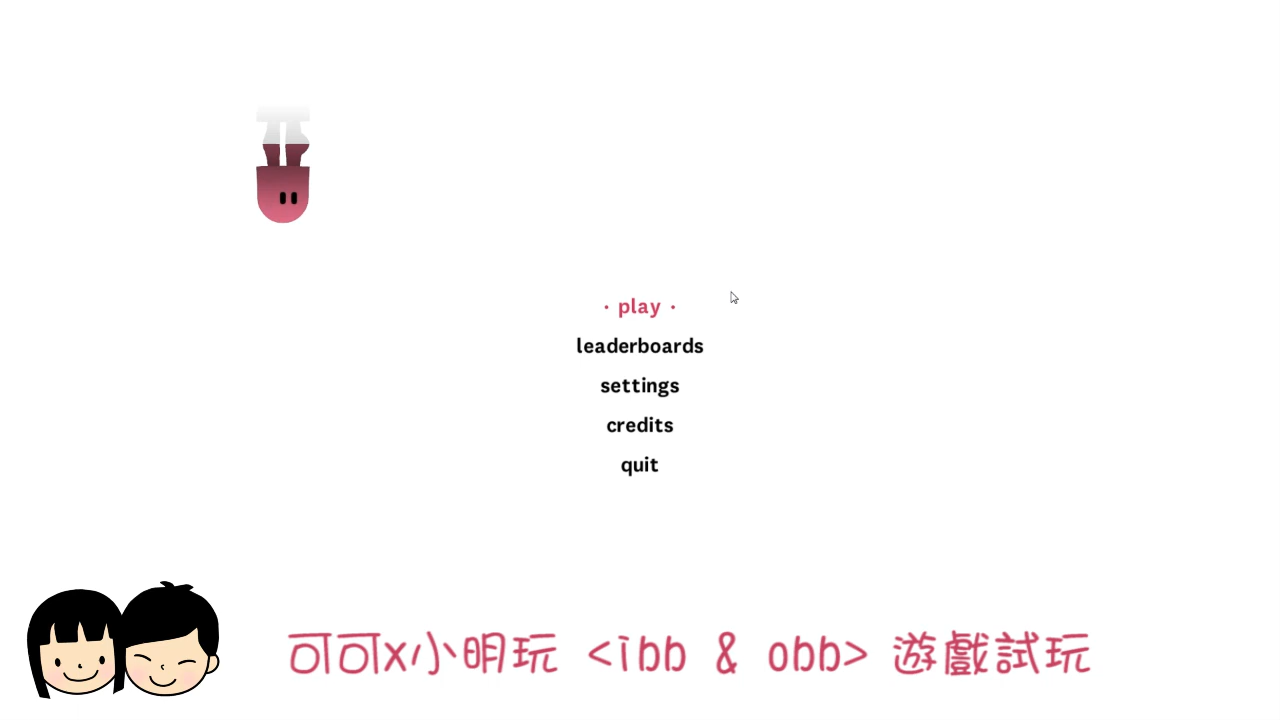 · play ·
leaderboards
settings
credits
quit
可可x小明玩 <ibb & obb> 遊戲試玩